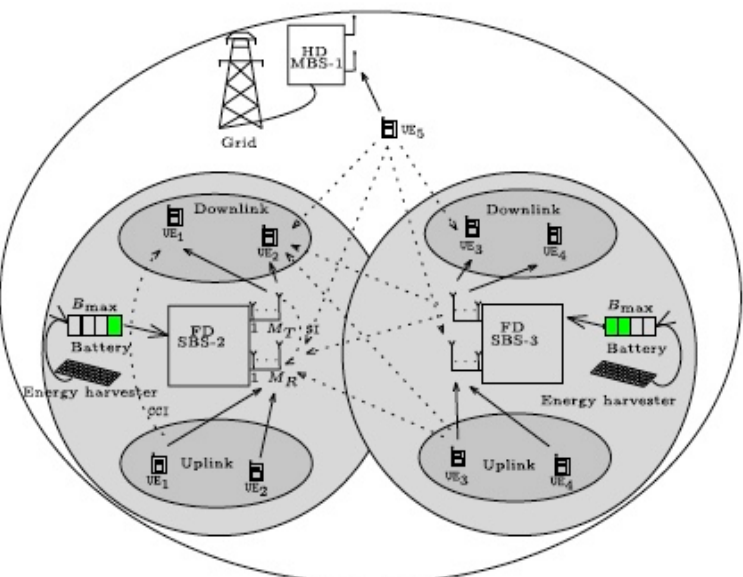 HD
MBS-1
Grid
UE5
Downlink
UE1
UE2
Downlink
UE3
UE4
Bmax
Battery
Energy harvester
FD
SBS-2
1 MT
SI
1 MR
FD
SBS-3
Bmax
Battery
Energy harvester
CCI
Uplink
UE1
UE2
Uplink
UE3
UE4